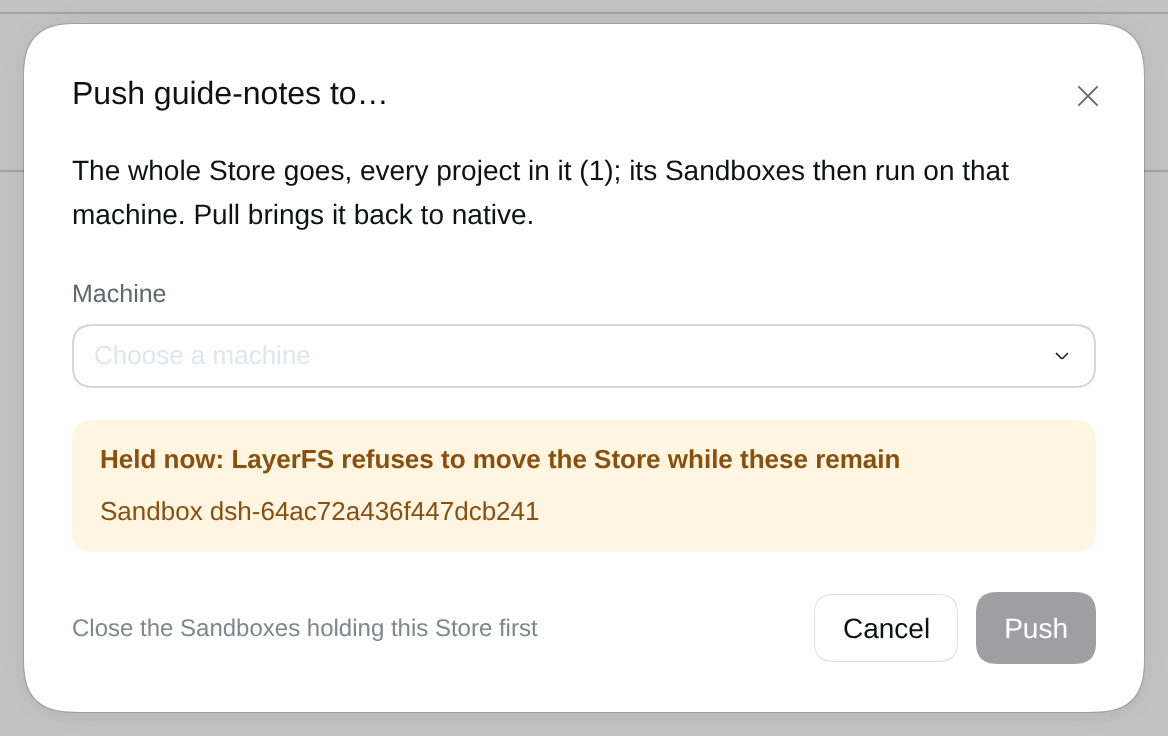 Push guide-notes to…
The whole Store goes, every project in it (1); its Sandboxes then run on that
machine. Pull brings it back to native.
Machine
Choose a machine
Held now: LayerFS refuses to move the Store while these remain
Sandbox dsh-64ac72a436f447dcb241
Close the Sandboxes holding this Store first
Cancel
Push